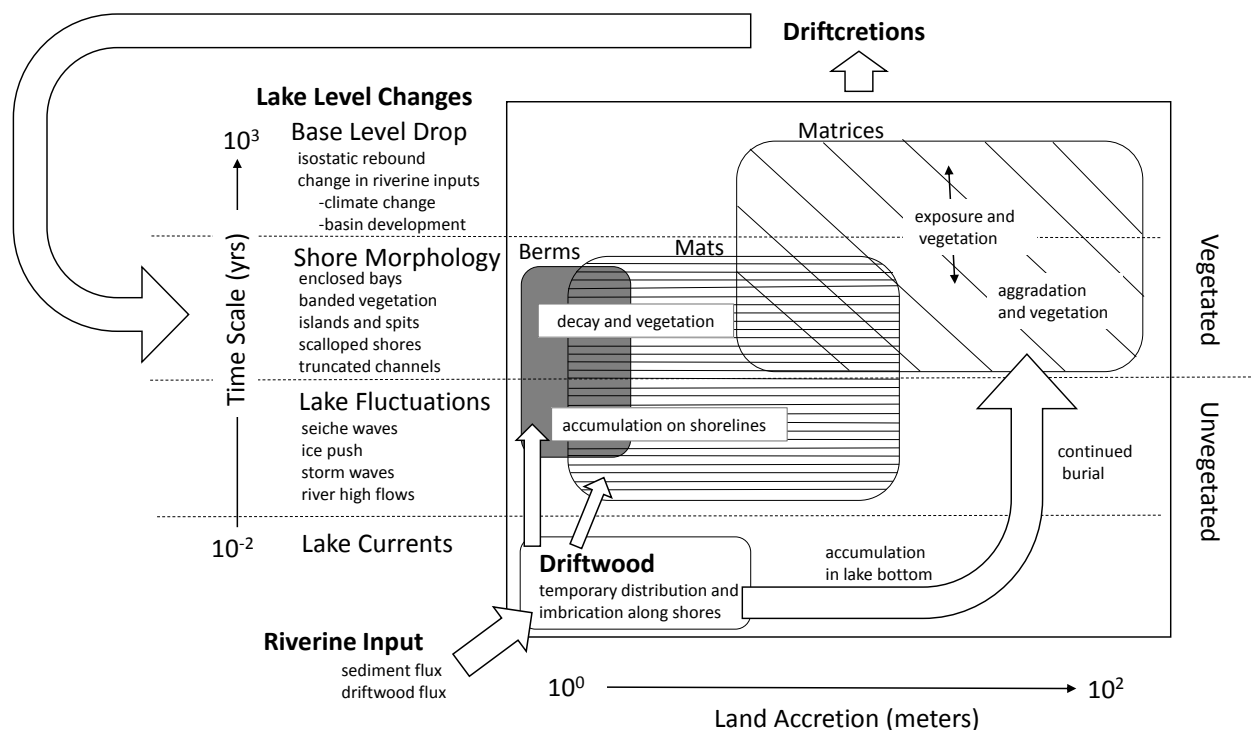 Driftcretions
Lake Level Changes
Base Level Drop
isostatic rebound
change in riverine inputs
-climate change
-basin development
Shore Morphology
enclosed bays
banded vegetation
islands and spits
scalloped shores
truncated channels
Lake Fluctuations
seiche waves
ice push
storm waves
river high flows
Lake Currents
10³
Time Scale (yrs)
10⁻²
Matrices
exposure and
vegetation
aggradation
and vegetation
Berms
Mats
decay and vegetation
accumulation on shorelines
continued
burial
Vegetated
Unvegetated
Driftwood
temporary distribution and
imbrication along shores
accumulation
in lake bottom
Riverine Input
sediment flux
driftwood flux
10⁰
10²
Land Accretion (meters)